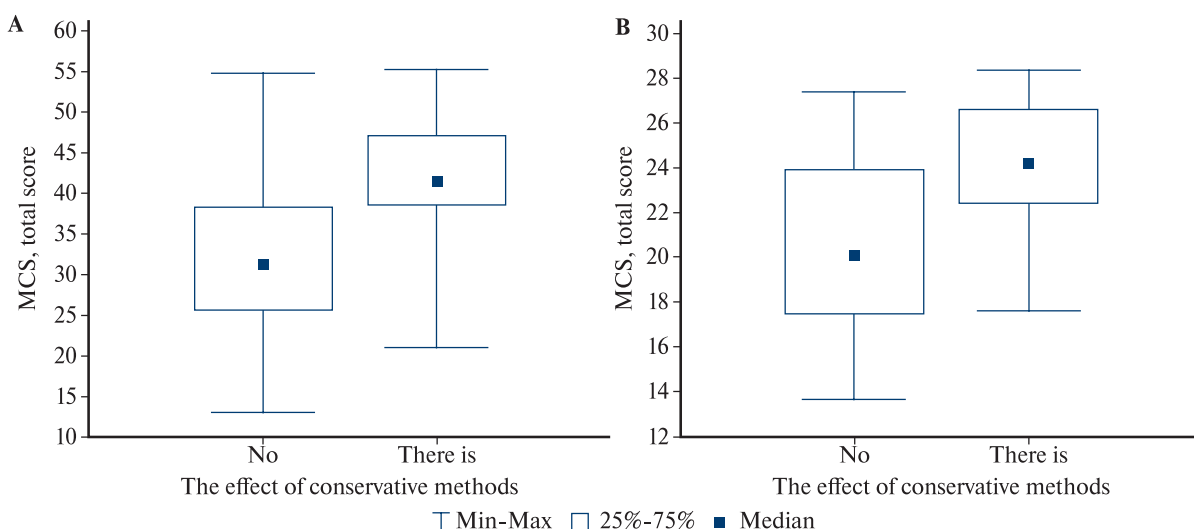 A
MCS, total score
60
55
50
45
40
35
30
25
20
15
10
No There is
The effect of conservative methods
B
MCS, total score
30
28
26
24
22
20
18
16
14
12
No There is
The effect of conservative methods
Min-Max 25%-75% Median